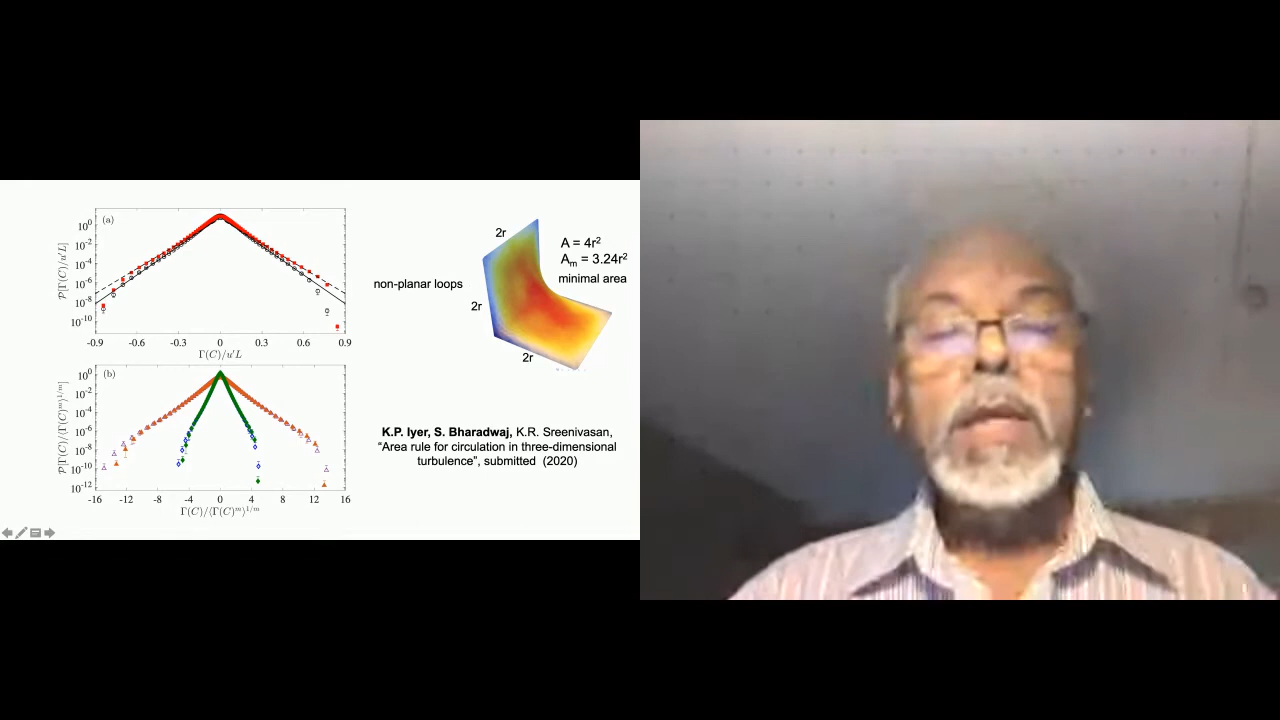 (a)
10⁰
10⁻²
10⁻⁴
10⁻⁶
10⁻⁸
10⁻¹⁰
P[Γ(C)/u′L]
-0.9 -0.6 -0.3 0 0.3 0.6 0.9
Γ(C)/u′L
(b)
10⁰
10⁻²
10⁻⁴
10⁻⁶
10⁻⁸
10⁻¹⁰
10⁻¹²
P[Γ(C)/⟨Γ(C)ᵐ⟩¹/ᵐ]
-16 -12 -8 -4 0 4 8 12 16
Γ(C)/⟨Γ(C)ᵐ⟩¹/ᵐ
non-planar loops
2r
2r
2r
A = 4r²
Aₘ = 3.24r²
minimal area
K.P. Iyer, S. Bharadwaj, K.R. Sreenivasan,
“Area rule for circulation in three-dimensional
turbulence”, submitted (2020)